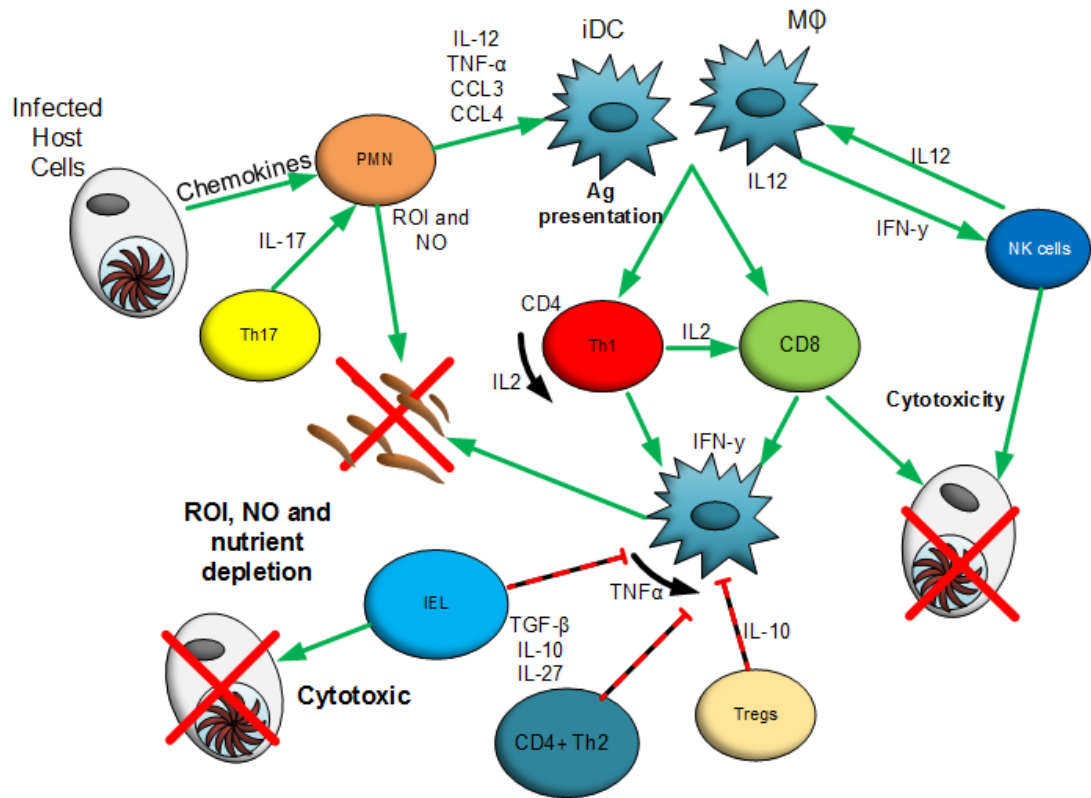 iDC
MΦ
IL-12
TNF-α
CCL3
CCL4
Infected
Host
Cells
Chemokines
PMN
IL-17
ROI and
NO
Th17
Ag
presentation
IL12
IL12
IFN-y
NK cells
CD4
Th1
IL2
IL2
CD8
Cytotoxicity
IFN-y
ROI, NO and
nutrient
depletion
IEL
TNFα
TGF-β
IL-10
IL-27
IL-10
Cytotoxic
CD4+ Th2
Tregs